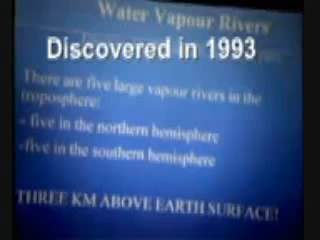 Water Vapour Rivers
Discovered in 1993
There are five large vapour rivers in the
troposphere:
- five in the northern hemisphere
-five in the southern hemisphere
THREE KM ABOVE EARTH SURFACE!